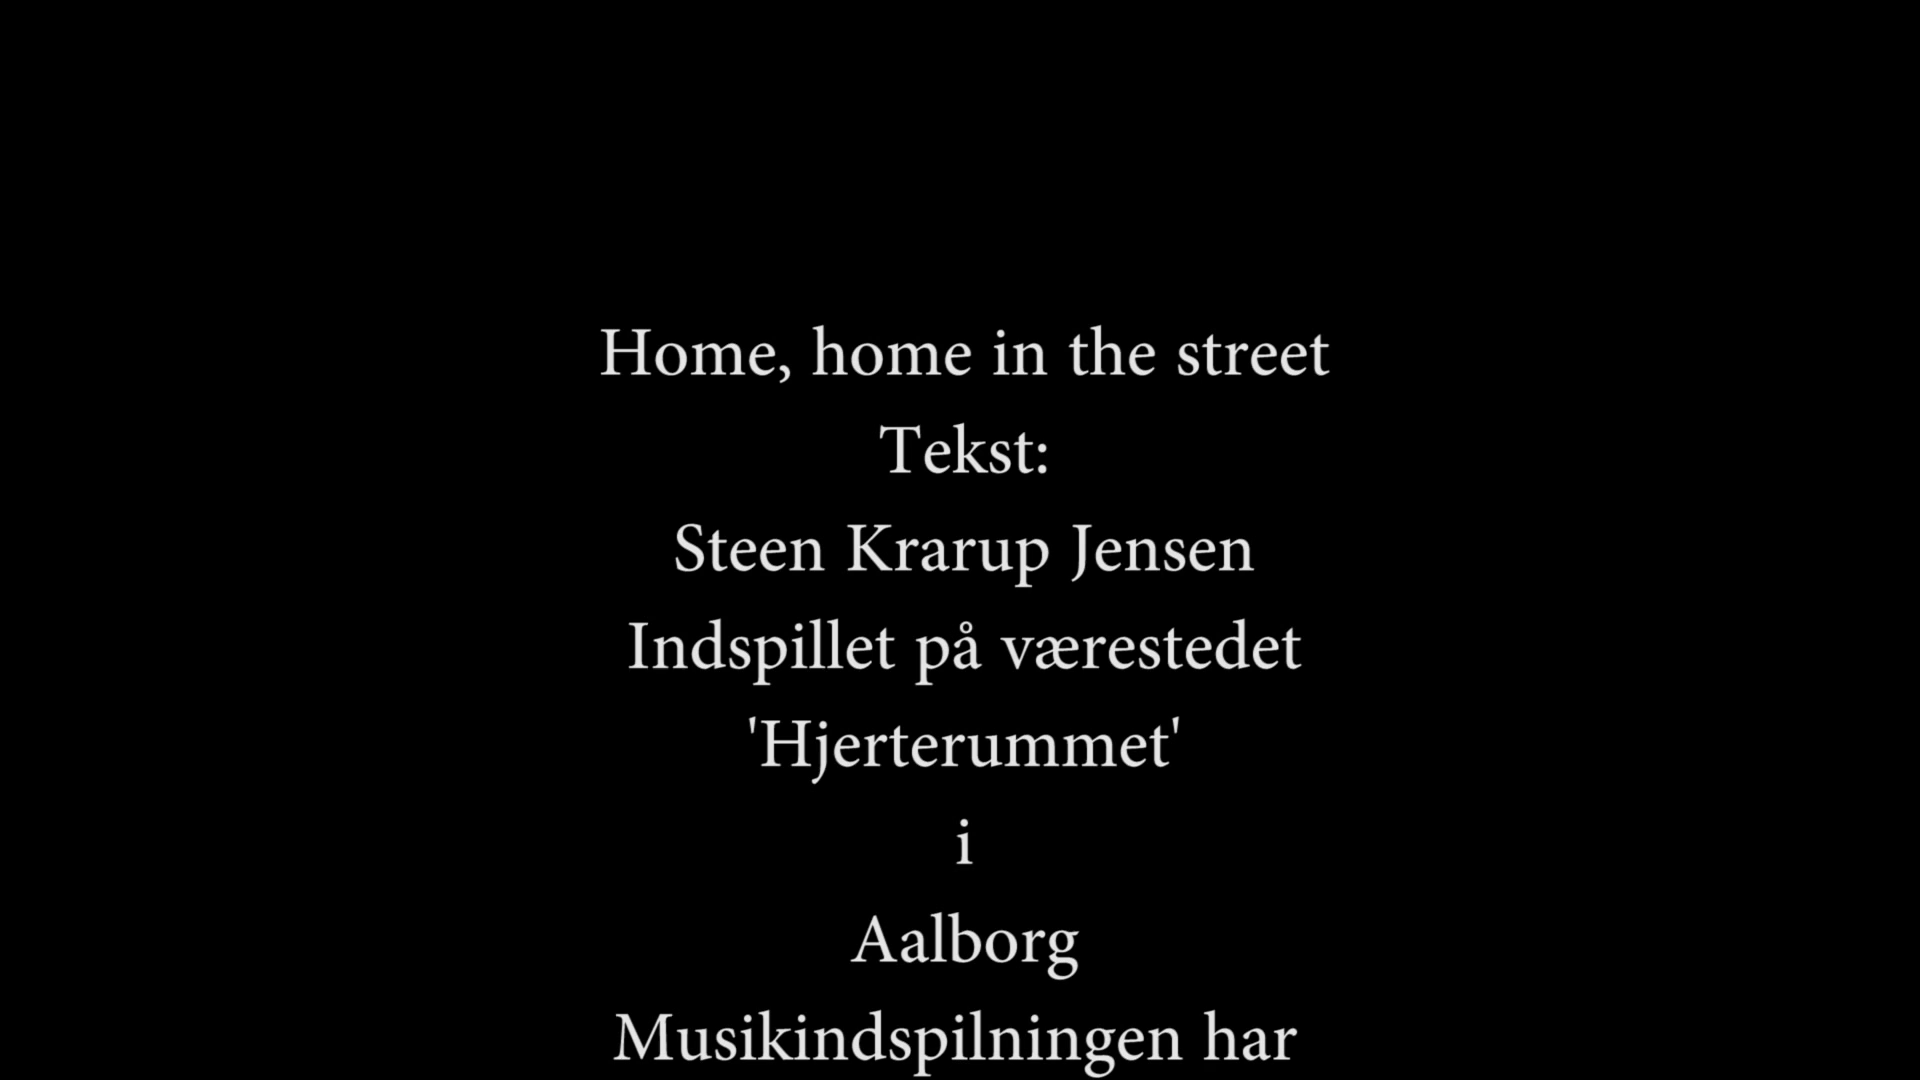 Home, home in the street
Tekst:
Steen Krarup Jensen
Indspillet på værestedet
'Hjerterummet'
i
Aalborg
Musikindspilningen har